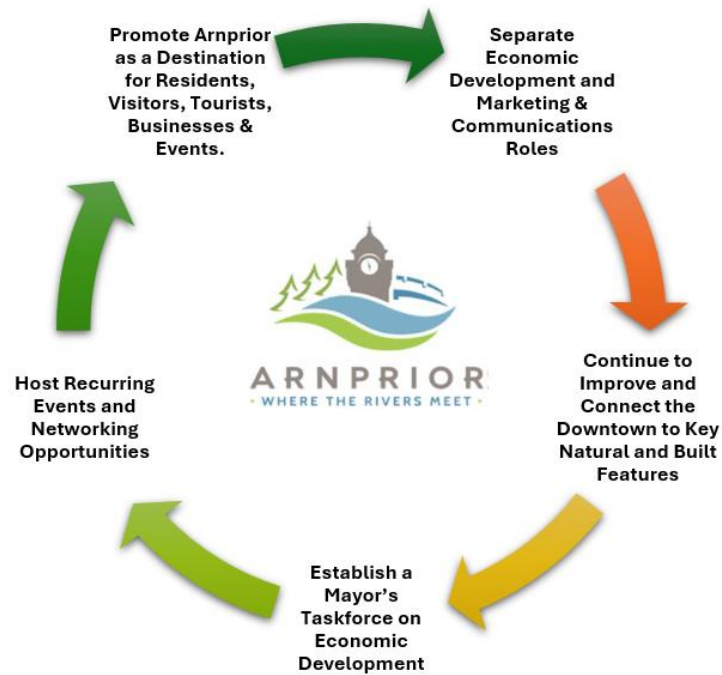 Promote Arnprior
as a Destination
for Residents,
Visitors, Tourists,
Businesses &
Events.
Separate
Economic
Development and
Marketing &
Communications
Roles
Continue to
Improve and
Connect the
Downtown to Key
Natural and Built
Features
Establish a
Mayor's
Taskforce on
Economic
Development
Host Recurring
Events and
Networking
Opportunities
ARNPRIOR
• WHERE THE RIVERS MEET •